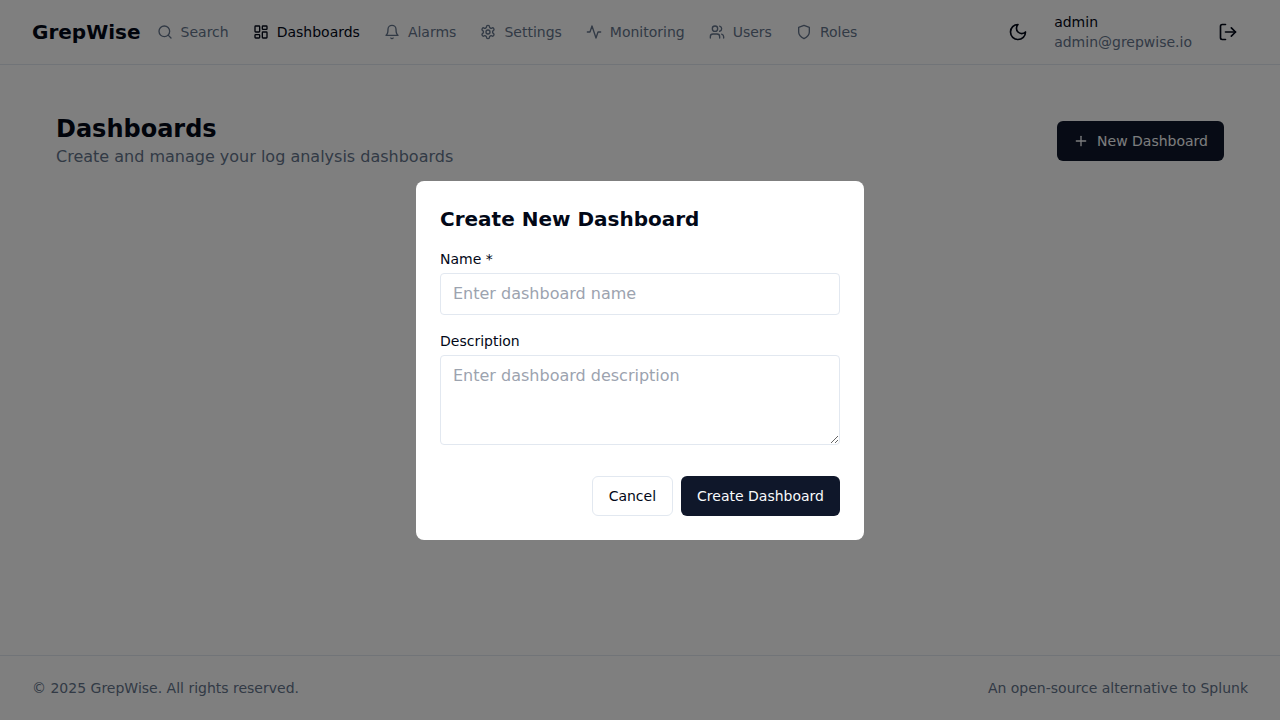 GrepWise
Search
Dashboards
Alarms
Settings
Monitoring
Users
Roles
admin
admin@grepwise.io
Dashboards
Create and manage your log analysis dashboards
New Dashboard
Create New Dashboard
Name *
Enter dashboard name
Description
Enter dashboard description
Cancel
Create Dashboard
© 2025 GrepWise. All rights reserved.
An open-source alternative to Splunk